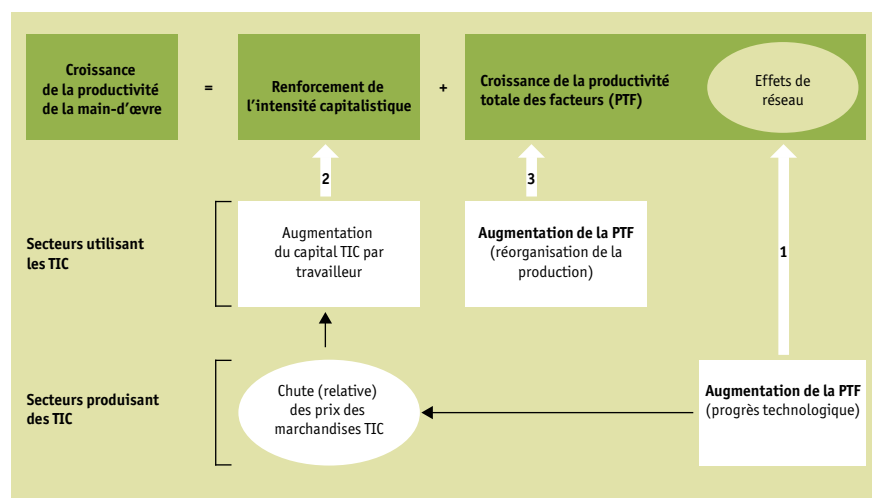 Croissance
de la productivité
de la main-d'œvre
=
Renforcement de
l'intensité capitalistique
+
Croissance de la productivité
totale des facteurs (PTF)
Effets de
réseau
2
3
1
Secteurs utilisant
les TIC
Augmentation
du capital TIC par
travailleur
Augmentation de la PTF
(réorganisation de la
production)
Secteurs produisant
des TIC
Chute (relative)
des prix des
marchandises TIC
Augmentation de la PTF
(progrès technologique)